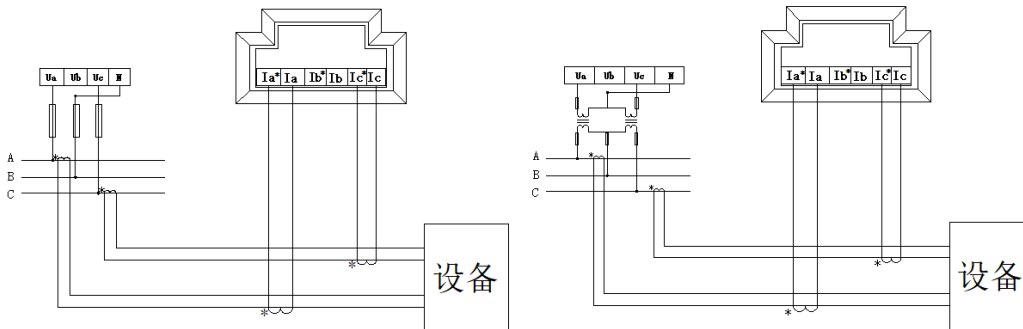 Ua Ub Uc N
Ia* Ia Ib* Ib Ic* Ic
* A
B
* C
*
*
设备
Ua Ub Uc N
Ia* Ia Ib* Ib Ic* Ic
* A
B
* C
*
*
设备